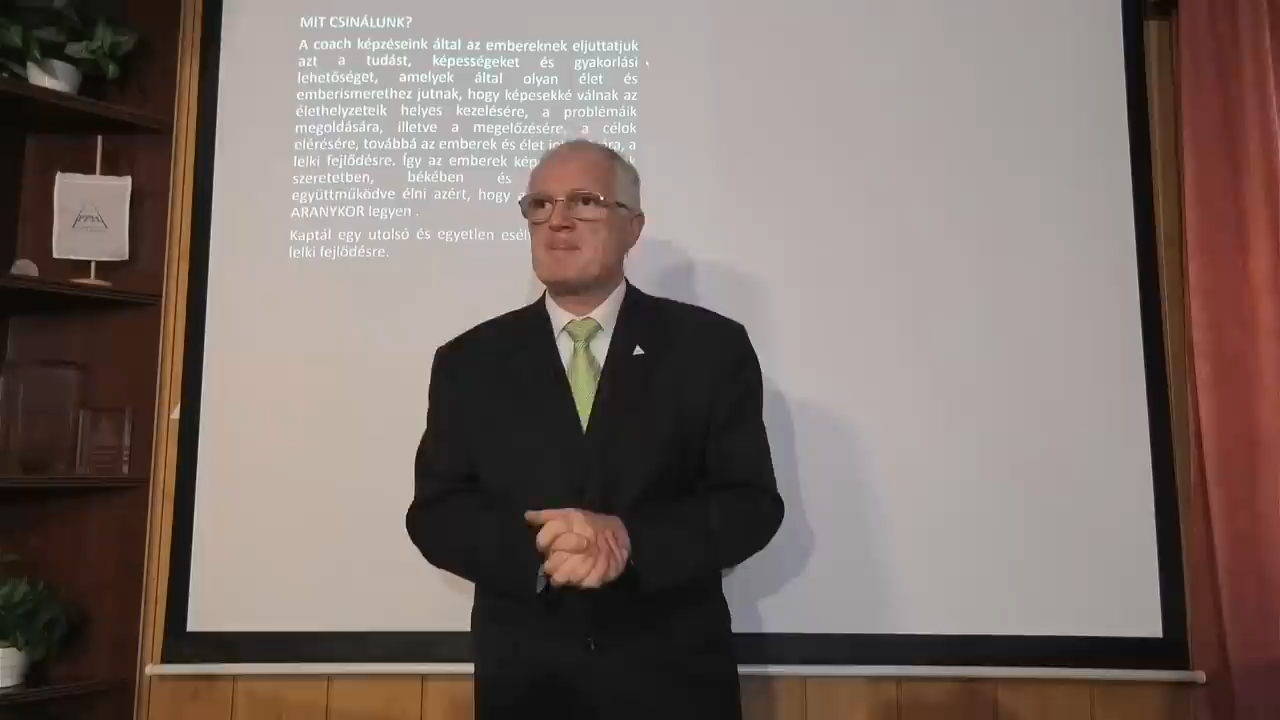 MIT CSINÁLUNK?
A coach képzéseink által az embereknek eljuttatjuk
azt a tudást, képességeket és gyakorlási
lehetőséget, amelyek által olyan élet és
emberismerethez jutnak, hogy képesekké válnak az
élethelyzeteik helyes kezelésére, a problémáik
megoldására, illetve a megelőzésére, a célok
elérésére, továbbá az emberek és élet a
lelki fejlődésre. Így az emberek
szeretetben, békében és
együttműködve élni azért, hogy
ARANYKOR legyen .
Kaptál egy utolsó és egyetlen
lelki fejlődésre.